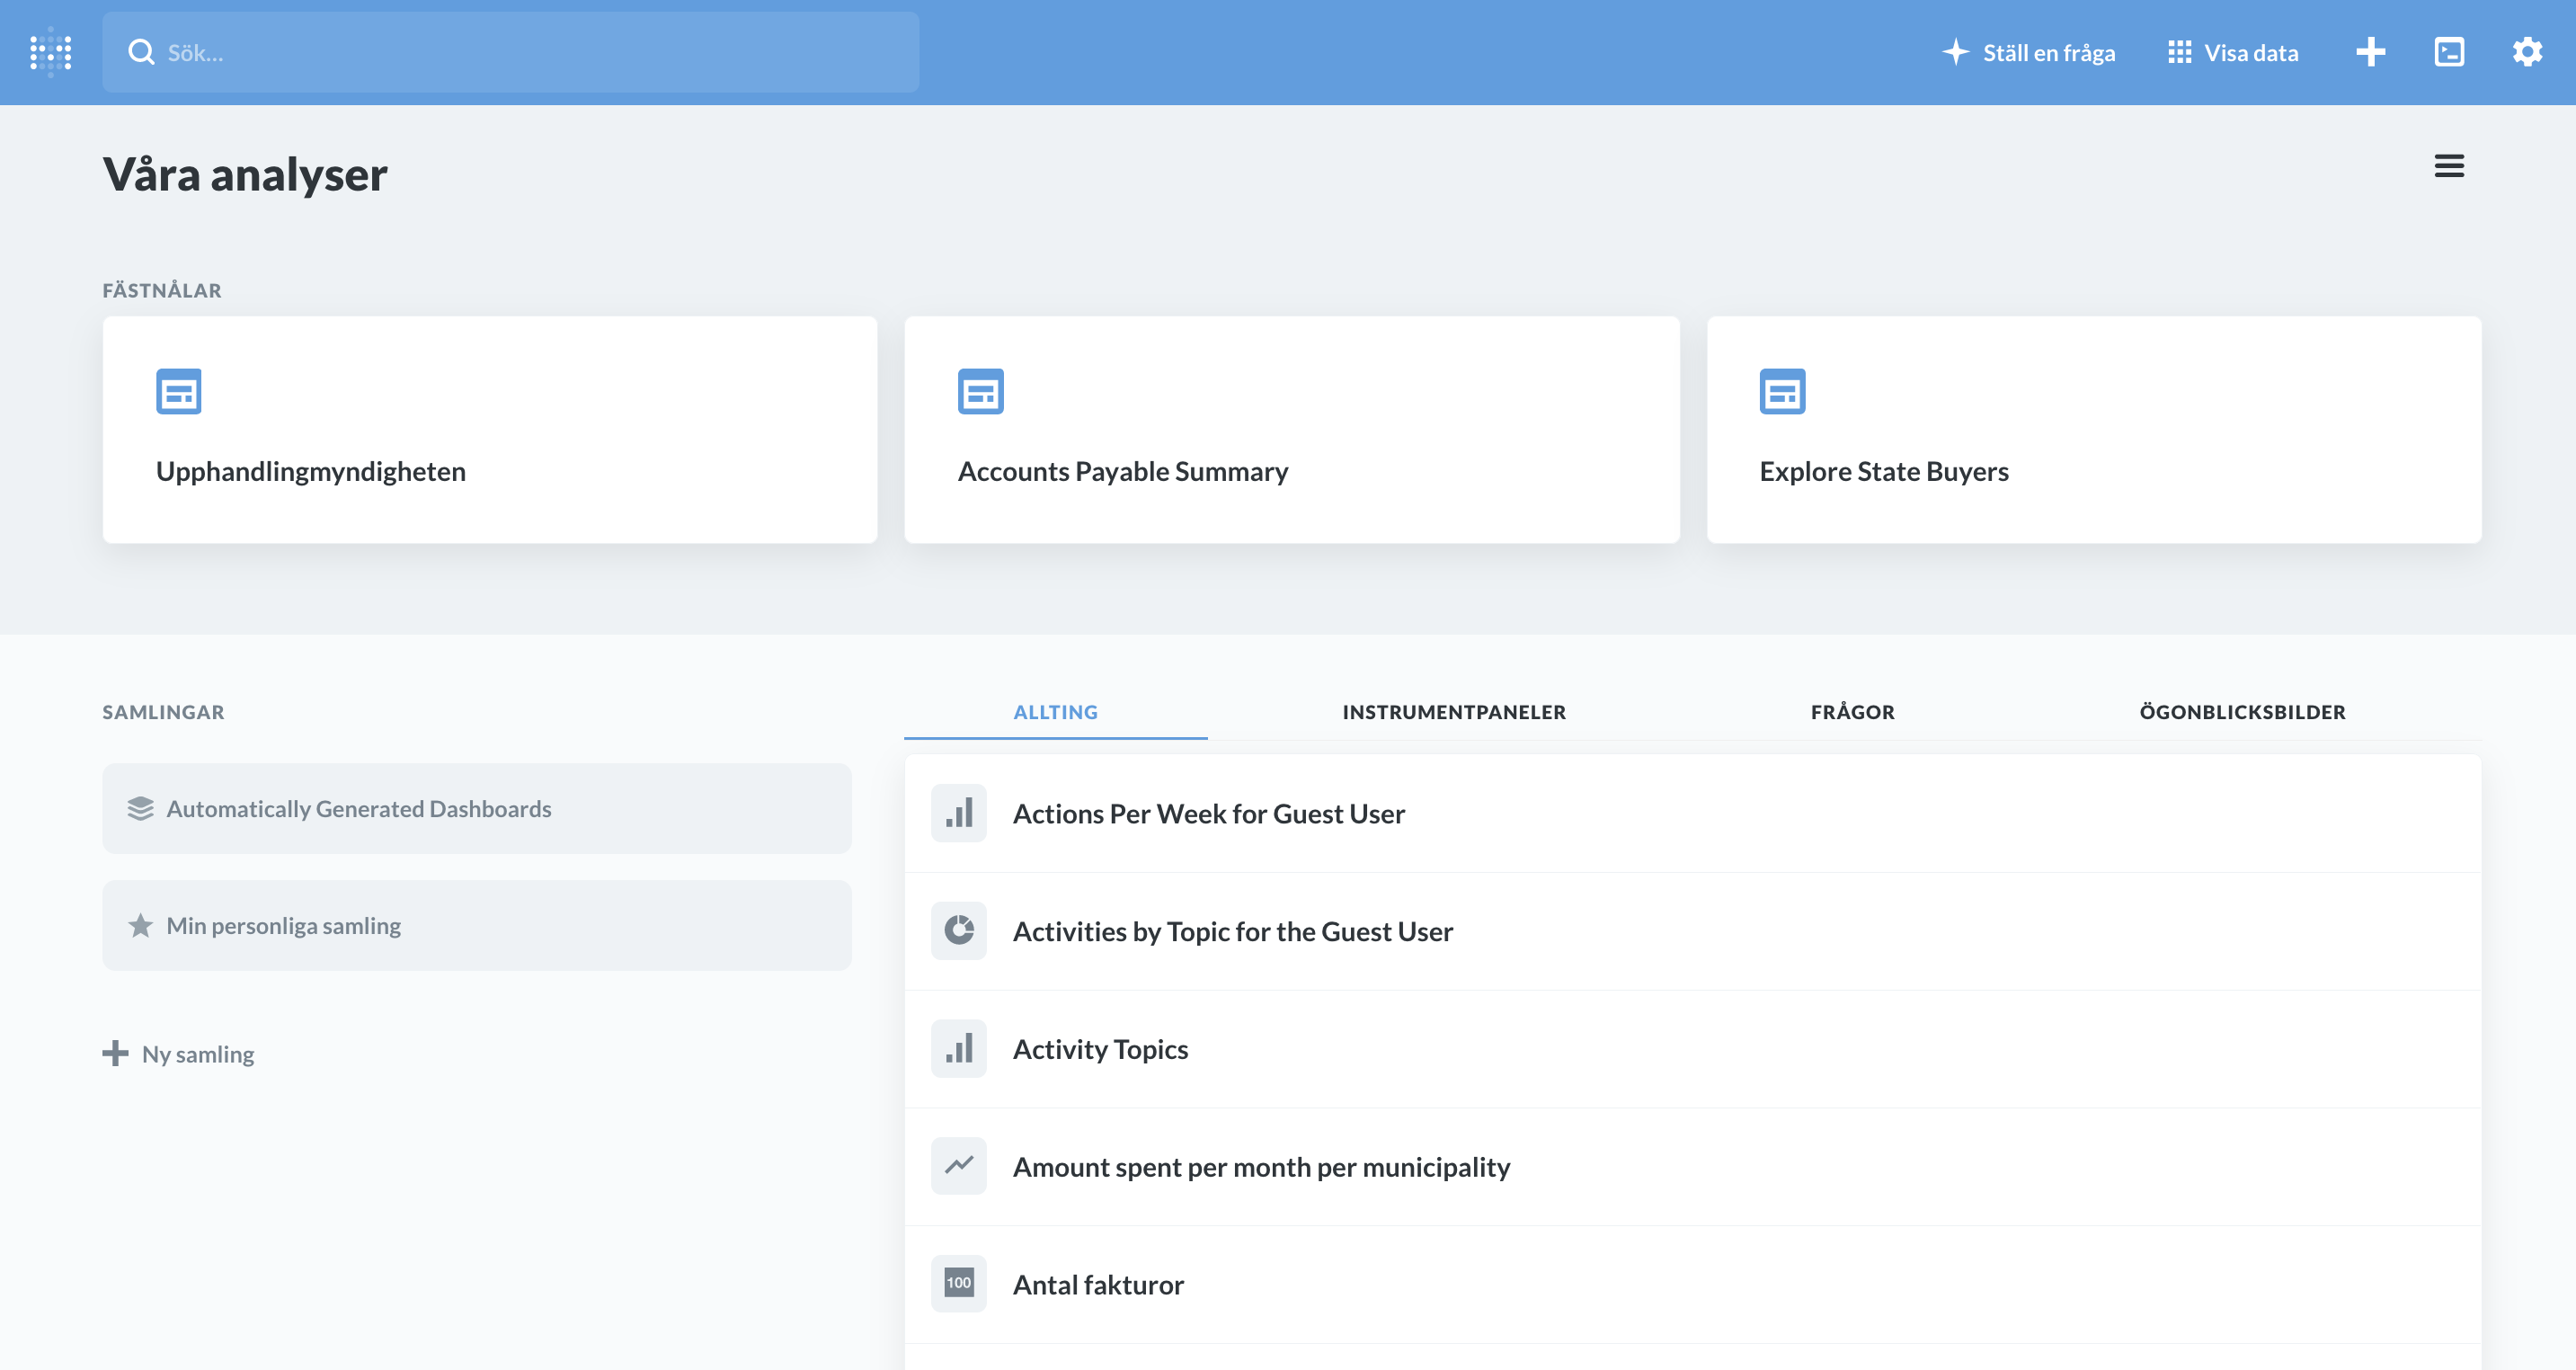 Sök...
Ställ en fråga
Visa data
Våra analyser
FÄSTNÅLAR
Upphandlingmyndigheten
Accounts Payable Summary
Explore State Buyers
SAMLINGAR
Automatically Generated Dashboards
Min personliga samling
Ny samling
ALLTING
INSTRUMENTPANELER
FRÅGOR
ÖGONBLICKSBILDER
Actions Per Week for Guest User
Activities by Topic for the Guest User
Activity Topics
Amount spent per month per municipality
100
Antal fakturor